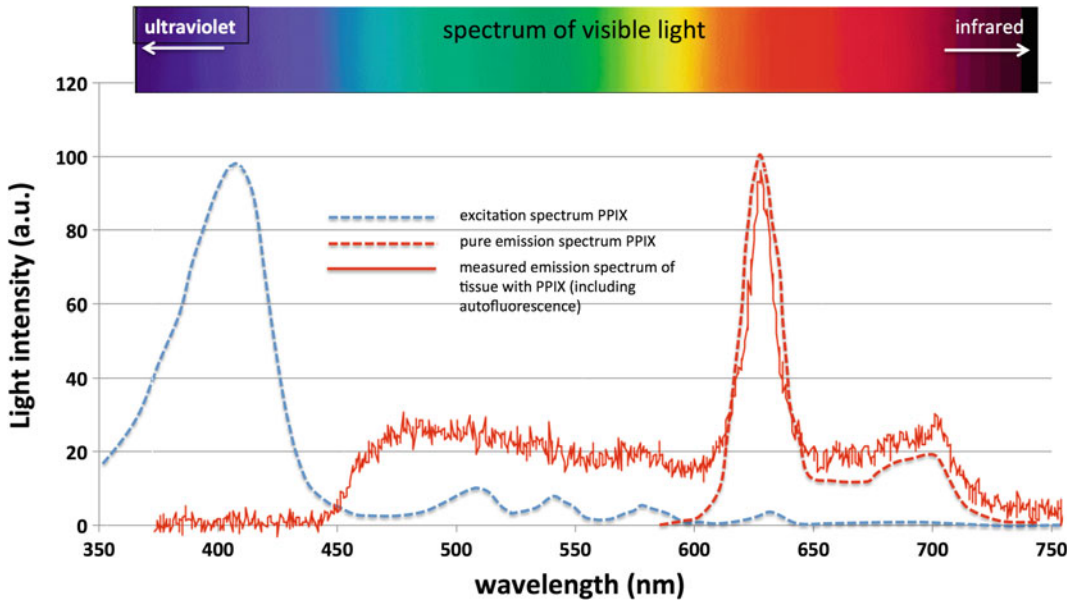 ultraviolet
spectrum of visible light
infrared
120
100
80
60
40
20
0
Light intensity (a.u.)
excitation spectrum PPIX
pure emission spectrum PPIX
measured emission spectrum of
tissue with PPIX (including
autofluorescence)
350 400 450 500 550 600 650 700 750
wavelength (nm)